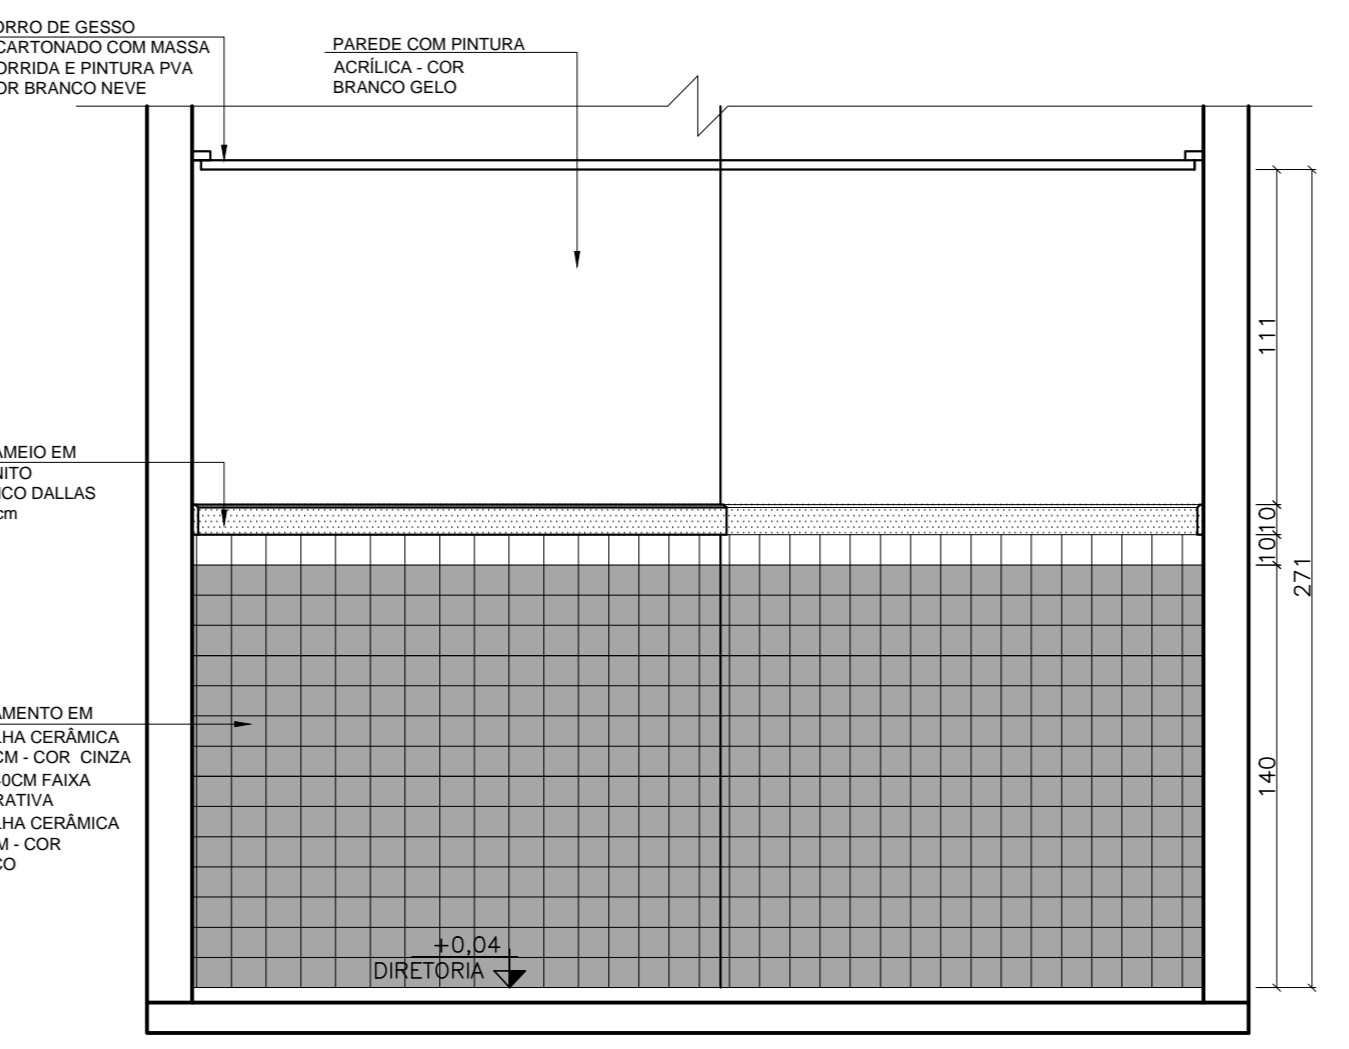 ORRO DE GESSO
CARTONADO COM MASSA
ORRIDA E PINTURA PVA
OR BRANCO NEVE
PAREDE COM PINTURA
ACRÍLICA - COR
BRANCO GELO
AMEIO EM
NITO
NCO DALLAS
cm
AMENTO EM
LHA CERÂMICA
CM - COR  CINZA
0CM FAIXA
RATIVA
LHA CERÂMICA
M - COR
CO
111
10
10
271
140
+0,04
DIRETORIA